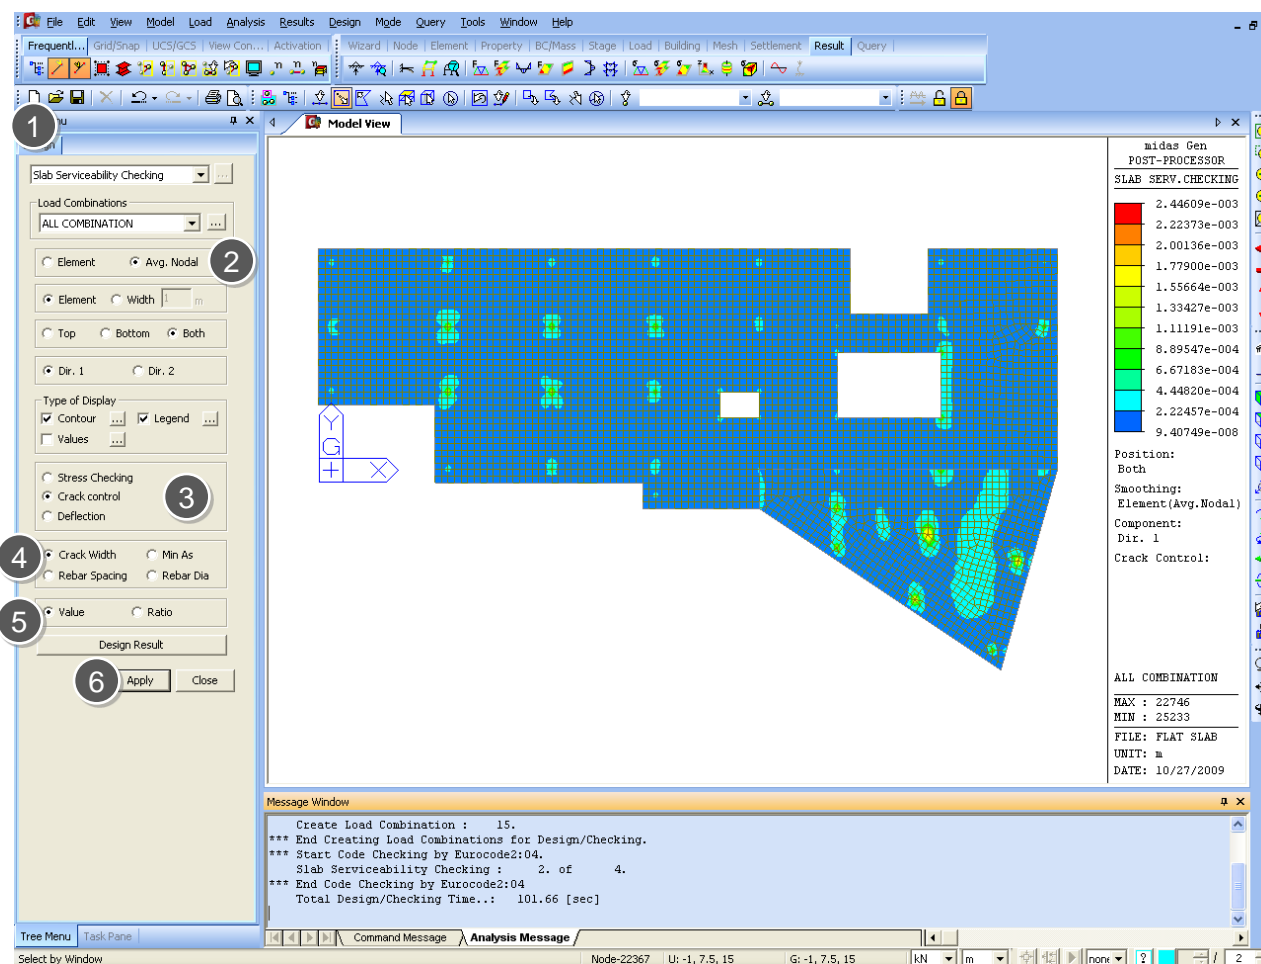 File Edit View Model Load Analysis Results Design Mode Query Tools Window Help
Frequentl... Grid/Snap UCS/GCS View Con... Activation Wizard Node Element Property BC/Mass Stage Load Building Mesh Settlement Result Query
1
Model View
Slab Serviceability Checking
Load Combinations
ALL COMBINATION
Element Avg. Nodal 2
Element Width 1 m
Top Bottom Both
Dir. 1 Dir. 2
Type of Display
Contour ... Legend ...
Values ...
Stress Checking
Crack control 3
Deflection
4 Crack Width Min As
Rebar Spacing Rebar Dia
5 Value Ratio
Design Result
6 Apply Close
Y
G
X
midas Gen
POST-PROCESSOR
SLAB SERV.CHECKING
2.44609e-003
2.22373e-003
2.00136e-003
1.77900e-003
1.55664e-003
1.33427e-003
1.11191e-003
8.89547e-004
6.67183e-004
4.44820e-004
2.22457e-004
9.40749e-008
Position:
Both
Smoothing:
Element(Avg.Nodal)
Component:
Dir. 1
Crack Control:
ALL COMBINATION
MAX : 22746
MIN : 25233
FILE: FLAT SLAB
UNIT: m
DATE: 10/27/2009
Message Window
Create Load Combination : 15.
*** End Creating Load Combinations for Design/Checking.
*** Start Code Checking by Eurocode2:04.
Slab Serviceability Checking : 2. of 4.
*** End Code Checking by Eurocode2:04
Total Design/Checking Time..: 101.66 [sec]
Tree Menu Task Pane
Command Message Analysis Message
Select by Window Node-22367 U: -1, 7.5, 15 G: -1, 7.5, 15 kN m 2